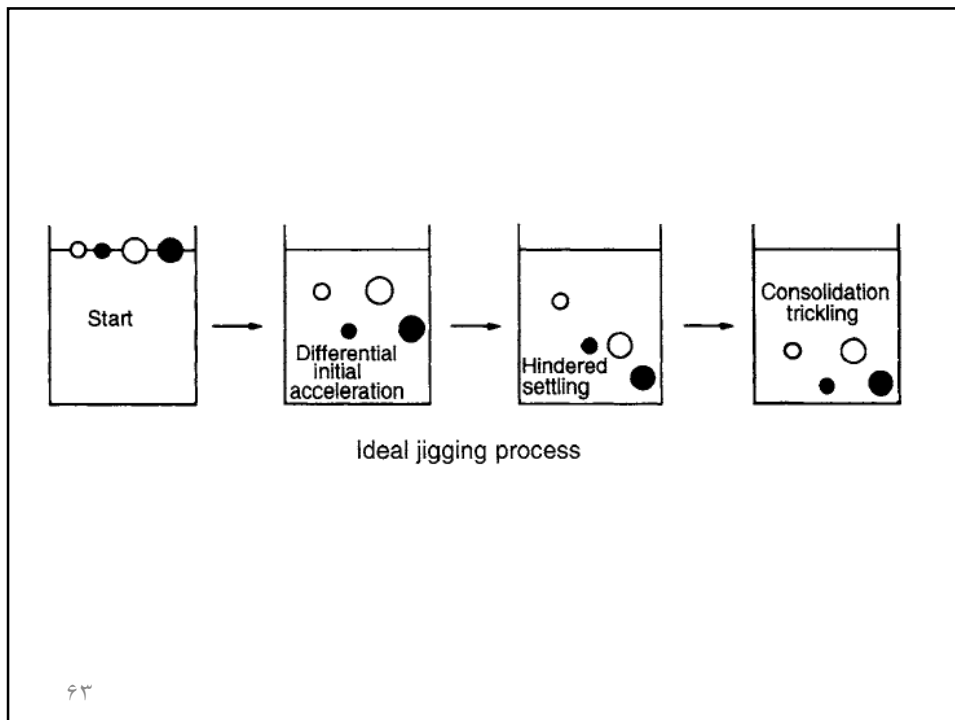 Start
Differential
initial
acceleration
Hindered
settling
Consolidation
trickling
Ideal jigging process
۶۳